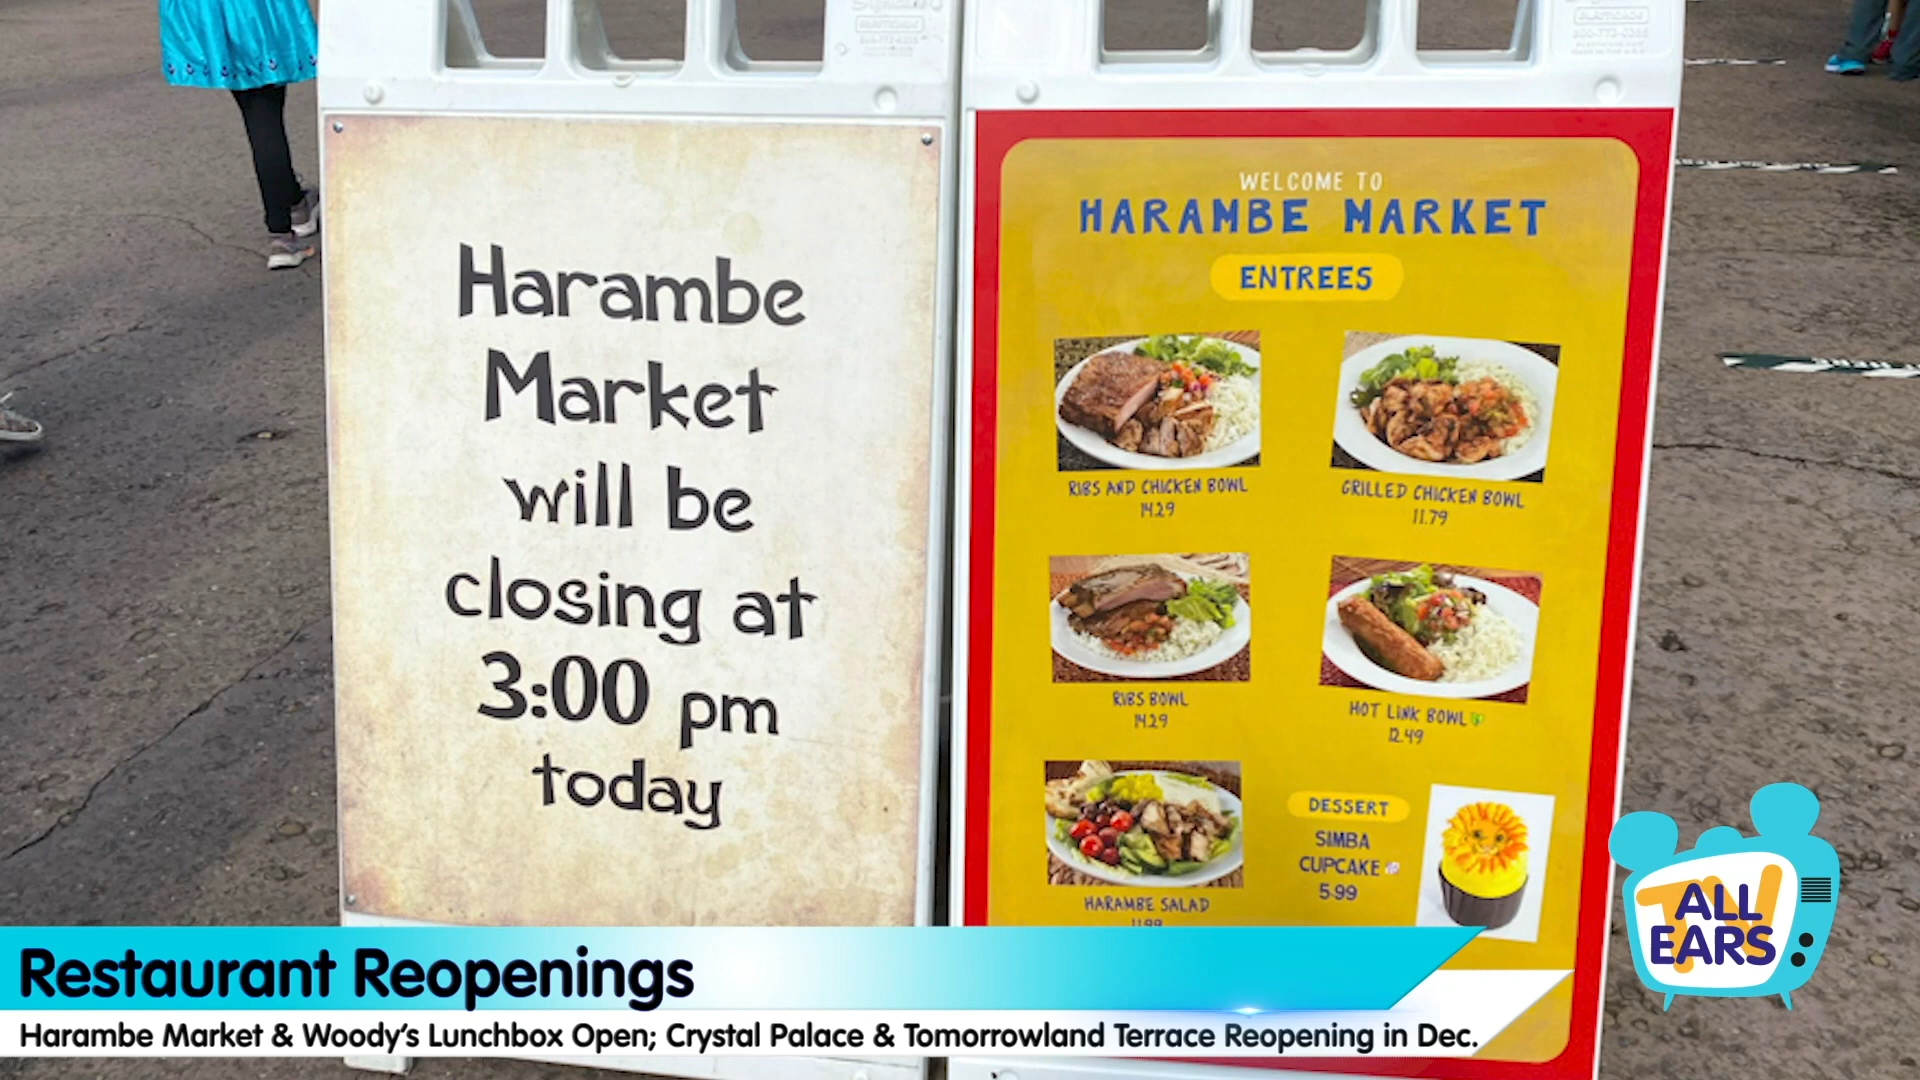 Harambe
Market
will be
closing at
3:00 pm
today
WELCOME TO
HARAMBE MARKET
ENTREES
RIBS AND CHICKEN BOWL
14.29
GRILLED CHICKEN BOWL
11.79
RIBS BOWL
14.29
HOT LINK BOWL
12.49
HARAMBE SALAD
11.99
DESSERT
SIMBA
CUPCAKE
5.99
Restaurant Reopenings
Harambe Market & Woody's Lunchbox Open; Crystal Palace & Tomorrowland Terrace Reopening in Dec.
ALL
EARS
TV